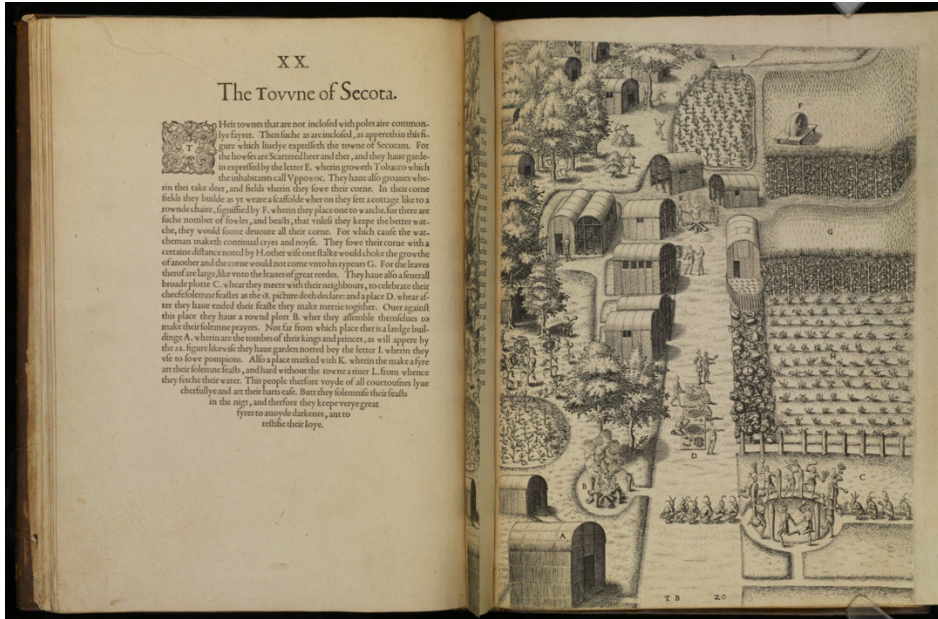 XX.
The Tovvne of Secota.
THeir townes that are not inclosed with poles aire common-
lye fayrer. Then suche as are inclosed, as appereth in this fi-
gure which liuelye expresseth the towne of Secotam. For
the howses are Scattered heer and ther, and they haue garde-
in expressed by the letter E. wherin groweth Tobacco which
the inhabitants call Vppowoc. They haue also groaues whe-
rin thei take deer, and fields vherin they sowe their corne. In their corne
fields they builde as yt weare a scaffolde wher on they sett a cottage like to a
rownde chaire, signiffied by F. wherin they place one to watche. for there are
suche nomber of fowles, and beasts, that vnless they keepe the better wat-
che, they would soone deuoure all their corne. For which cause the wat-
cheman maketh continual cryes and noyse. They sowe their corne with a
certaine distance noted by H. other wise one stalke would choke the growthe
of another and the corne would not come vnto his rypeurs G. For the leaves
therof are large, like vnto the leaues of great reedes. They haue also a seuerall
broade plotte C. whear they meete with their neighbours, to celebrate their
cheefe solemne feastes as the 18. picture doth declare: and a place D. whear af-
ter they haue ended their feaste they make merrie togither. Ouer against
this place they haue a rownd plott B. wher they assemble themselues to
make their solemne prayers. Not far from which place ther is a lardge buil-
dinge A. wherin are the tombes of their kings and princes, as will appere by
the 22. figure likewise they haue garden notted bey the letter I. wherin they
vse to sowe pompions. Also a place marked with K. wherin the make a fyre
att their solemne feasts, and hard without the towne a riuer L. from whence
they fetche their water. This people therfore voyde of all couetousnes lyue
cherfullye and att their harts ease. Butt they solemnise their feasts
in the nigt, and therfore they keepe verye great
fyres to auoyde darkenes, ant to
testifie their Ioye.
L
F
G
H
E
D
B
C
A
T B 20